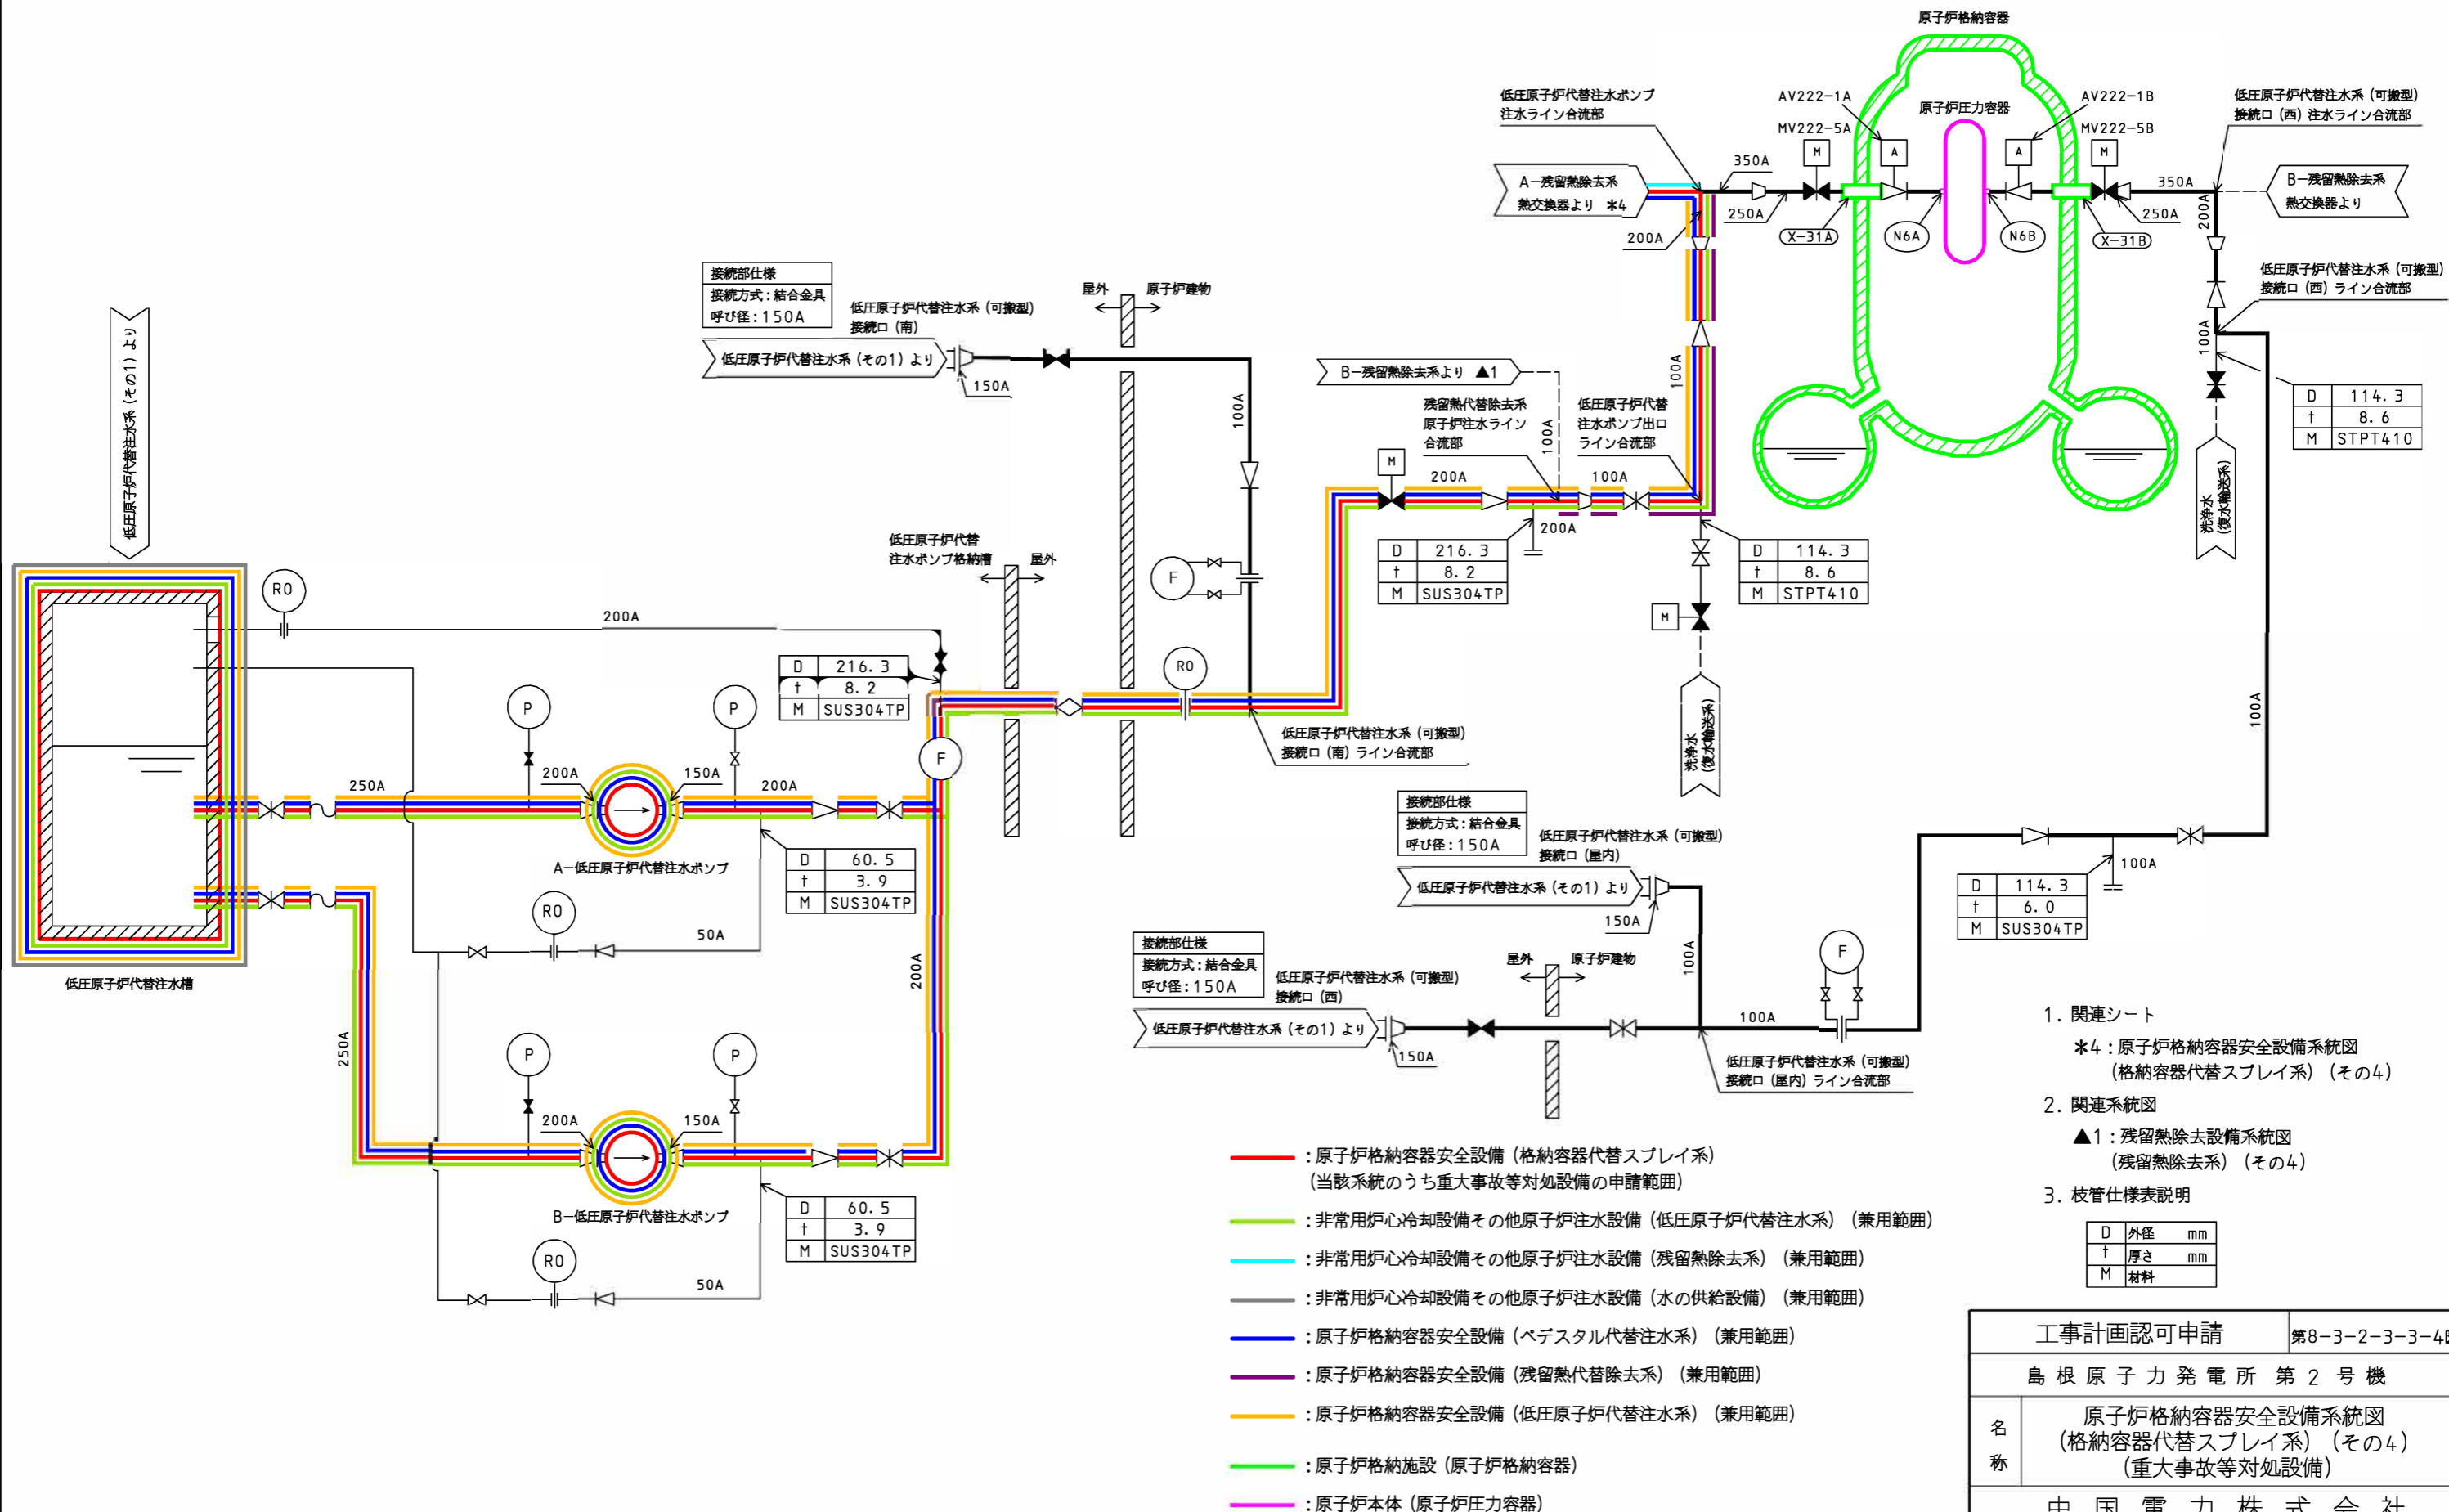 原子炉格納容器
低圧原子炉代替注水ポンプ
注水ライン合流部
AV222-1A
原子炉圧力容器
AV222-1B
低圧原子炉代替注水系(可搬型)
接続口(西)注水ライン合流部
MV222-5A
MV222-5B
M
A
A
M
A-残留熱除去系
熱交換器より *4
350A
250A
200A
X-31A
N6A
N6B
X-31B
350A
250A
200A
B-残留熱除去系
熱交換器より
低圧原子炉代替注水系(可搬型)
接続口(西)ライン合流部
100A
D 114.3
t 8.6
M STPT410
洗浄水
(復水輸送系)
100A
接続部仕様
接続方式:結合金具
呼び径:150A
低圧原子炉代替注水系(可搬型)
接続口(南)
低圧原子炉代替注水系(その1)より
150A
屋外
原子炉建物
100A
F
B-残留熱除去系より ▲1
残留熱代替除去系
原子炉注水ライン
合流部
100A
低圧原子炉代替
注水ポンプ出口
ライン合流部
100A
M
200A
100A
200A
D 216.3
t 8.2
M SUS304TP
D 114.3
t 8.6
M STPT410
M
洗浄水
(復水輸送系)
低圧原子炉代替注水系(その1)より
RO
200A
低圧原子炉代替
注水ポンプ格納槽
屋外
D 216.3
t 8.2
M SUS304TP
RO
低圧原子炉代替注水系(可搬型)
接続口(南)ライン合流部
F
P
P
250A
200A
150A
200A
A-低圧原子炉代替注水ポンプ
D 60.5
t 3.9
M SUS304TP
RO
50A
200A
低圧原子炉代替注水槽
250A
P
P
200A
150A
B-低圧原子炉代替注水ポンプ
D 60.5
t 3.9
M SUS304TP
RO
50A
接続部仕様
接続方式:結合金具
呼び径:150A
低圧原子炉代替注水系(可搬型)
接続口(屋内)
低圧原子炉代替注水系(その1)より
150A
100A
接続部仕様
接続方式:結合金具
呼び径:150A
低圧原子炉代替注水系(可搬型)
接続口(西)
低圧原子炉代替注水系(その1)より
150A
屋外
原子炉建物
100A
低圧原子炉代替注水系(可搬型)
接続口(屋内)ライン合流部
F
100A
D 114.3
t 6.0
M SUS304TP
:原子炉格納容器安全設備(格納容器代替スプレイ系)
(当該系統のうち重大事故等対処設備の申請範囲)
:非常用炉心冷却設備その他原子炉注水設備(低圧原子炉代替注水系)(兼用範囲)
:非常用炉心冷却設備その他原子炉注水設備(残留熱除去系)(兼用範囲)
:非常用炉心冷却設備その他原子炉注水設備(水の供給設備)(兼用範囲)
:原子炉格納容器安全設備(ペデスタル代替注水系)(兼用範囲)
:原子炉格納容器安全設備(残留熱代替除去系)(兼用範囲)
:原子炉格納容器安全設備(低圧原子炉代替注水系)(兼用範囲)
:原子炉格納施設(原子炉格納容器)
:原子炉本体(原子炉圧力容器)
1. 関連シート
*4:原子炉格納容器安全設備系統図
(格納容器代替スプレイ系)(その4)
2. 関連系統図
▲1:残留熱除去設備系統図
(残留熱除去系)(その4)
3. 枝管仕様表説明
D 外径 mm
t 厚さ mm
M 材料
工事計画認可申請 第8-3-2-3-3-4
島根原子力発電所 第2号機
名称
原子炉格納容器安全設備系統図
(格納容器代替スプレイ系)(その4)
(重大事故等対処設備)
中国電力株式会社